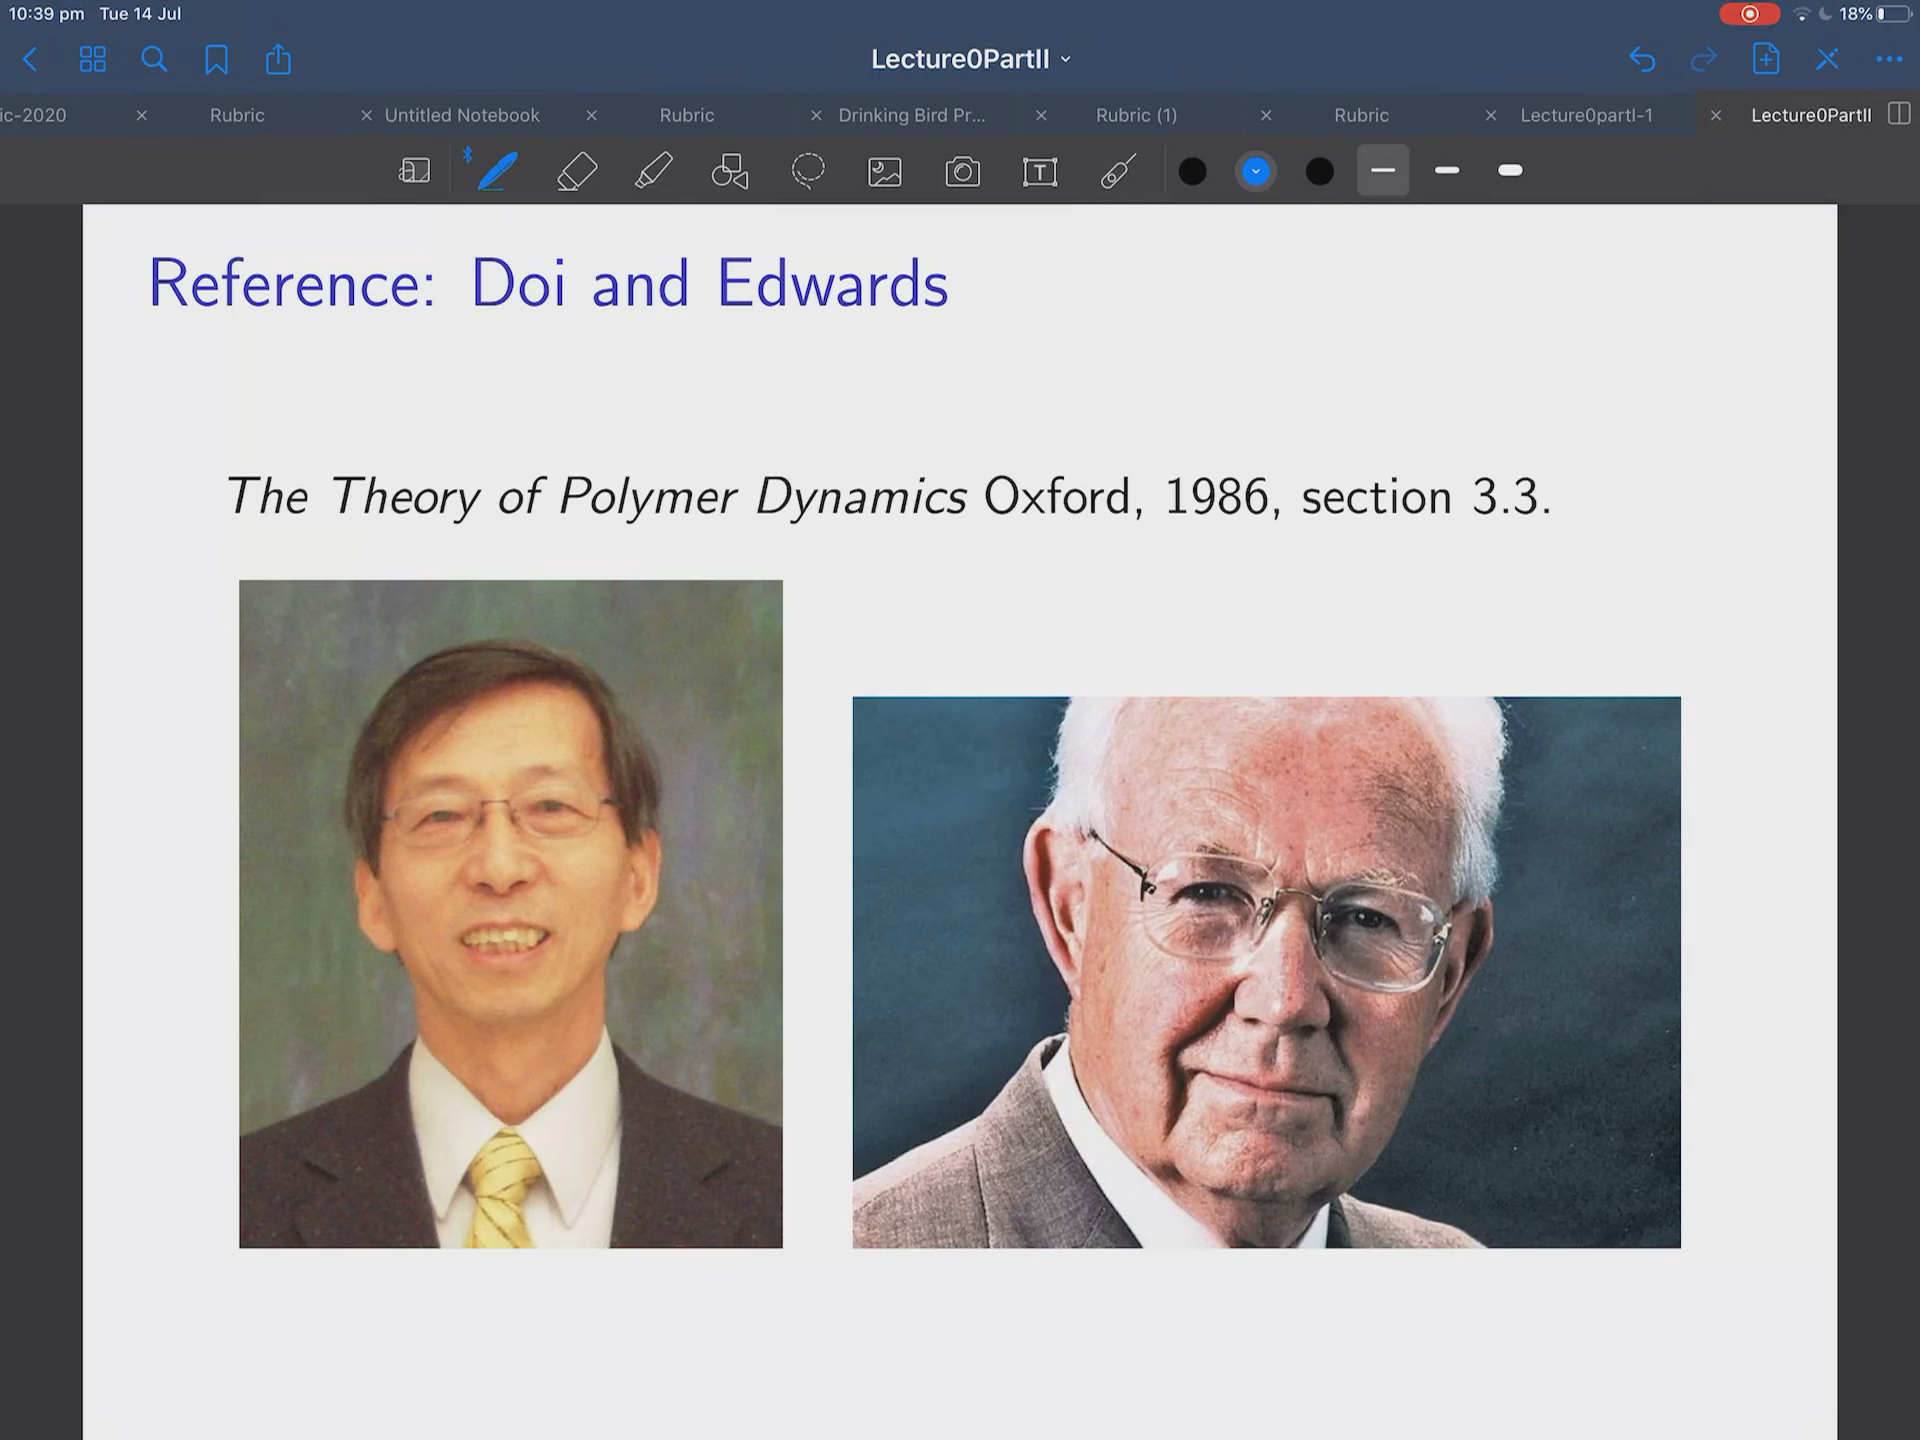 10:39 pm Tue 14 Jul
18%
Lecture0PartII
ic-2020
Rubric
Untitled Notebook
Rubric
Drinking Bird Pr...
Rubric (1)
Rubric
Lecture0partI-1
Lecture0PartII
T
Reference: Doi and Edwards
The Theory of Polymer Dynamics Oxford, 1986, section 3.3.